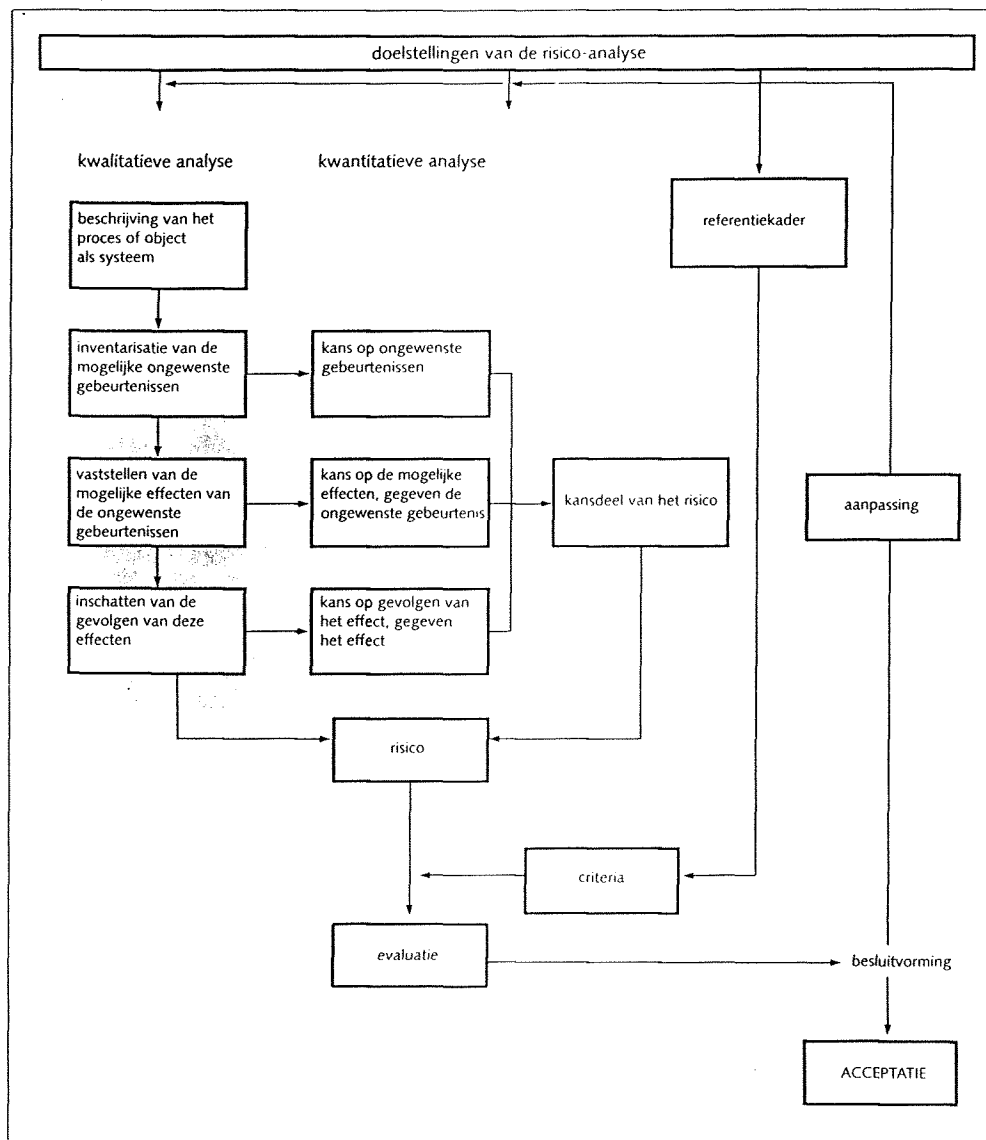 doelstellingen van de risico-analyse
kwalitatieve analyse
kwantitatieve analyse
beschrijving van het
proces of object
als systeem
referentiekader
inventarisatie van de
mogelijke ongewenste
gebeurtenissen
kans op ongewenste
gebeurtenissen
vaststellen van de
mogelijke effecten van
de ongewenste
gebeurtenissen
kans op de mogelijke
effecten, gegeven de
ongewenste gebeurtenis
kansdeel van het risico
aanpassing
inschatten van de
gevolgen van deze
effecten
kans op gevolgen van
het effect, gegeven
het effect
risico
criteria
evaluatie
besluitvorming
ACCEPTATIE